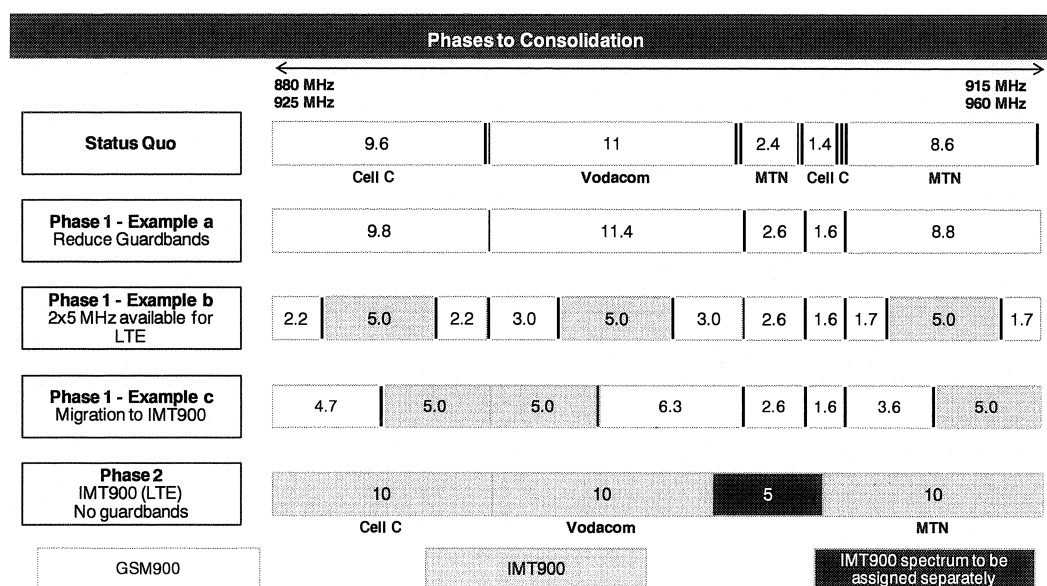 Phases to Consolidation
880 MHz
925 MHz
915 MHz
960 MHz
Status Quo
9.6
11
2.4
1.4
8.6
Cell C
Vodacom
MTN
Cell C
MTN
Phase 1 - Example a
Reduce Guardbands
9.8
11.4
2.6
1.6
8.8
Phase 1 - Example b
2x5 MHz available for
LTE
2.2
5.0
2.2
3.0
5.0
3.0
2.6
1.6
1.7
5.0
1.7
Phase 1 - Example c
Migration to IMT900
4.7
5.0
5.0
6.3
2.6
1.6
3.6
5.0
Phase 2
IMT900 (LTE)
No guardbands
10
10
5
10
Cell C
Vodacom
MTN
GSM900
IMT900
IMT900 spectrum to be
assigned separately